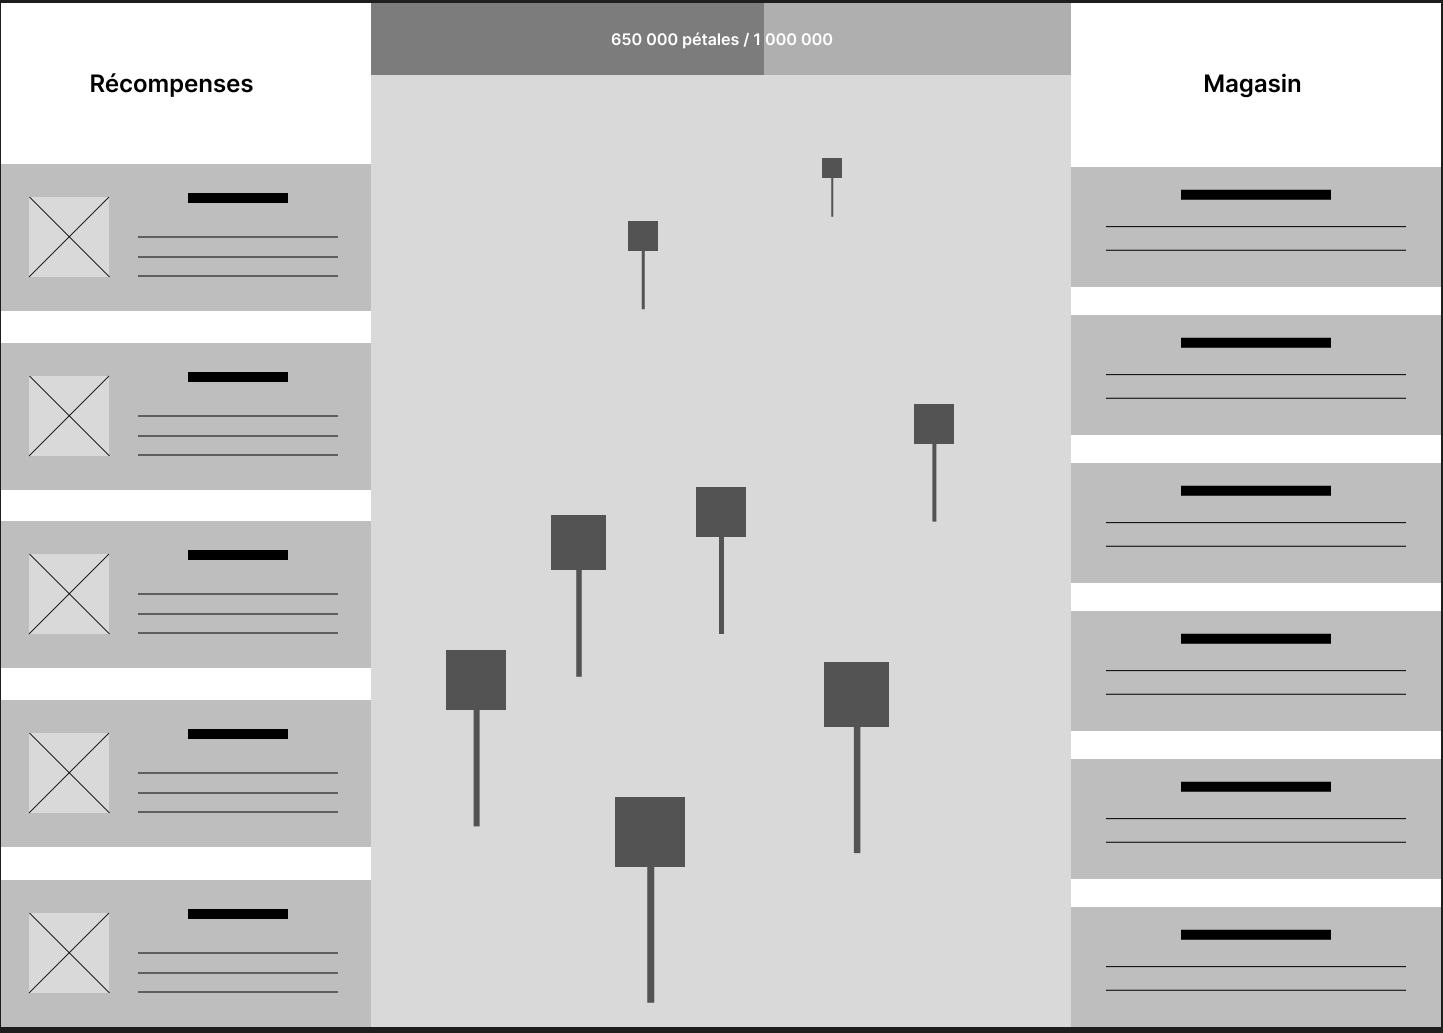 Récompenses
650 000 pétales / 1 000 000
Magasin